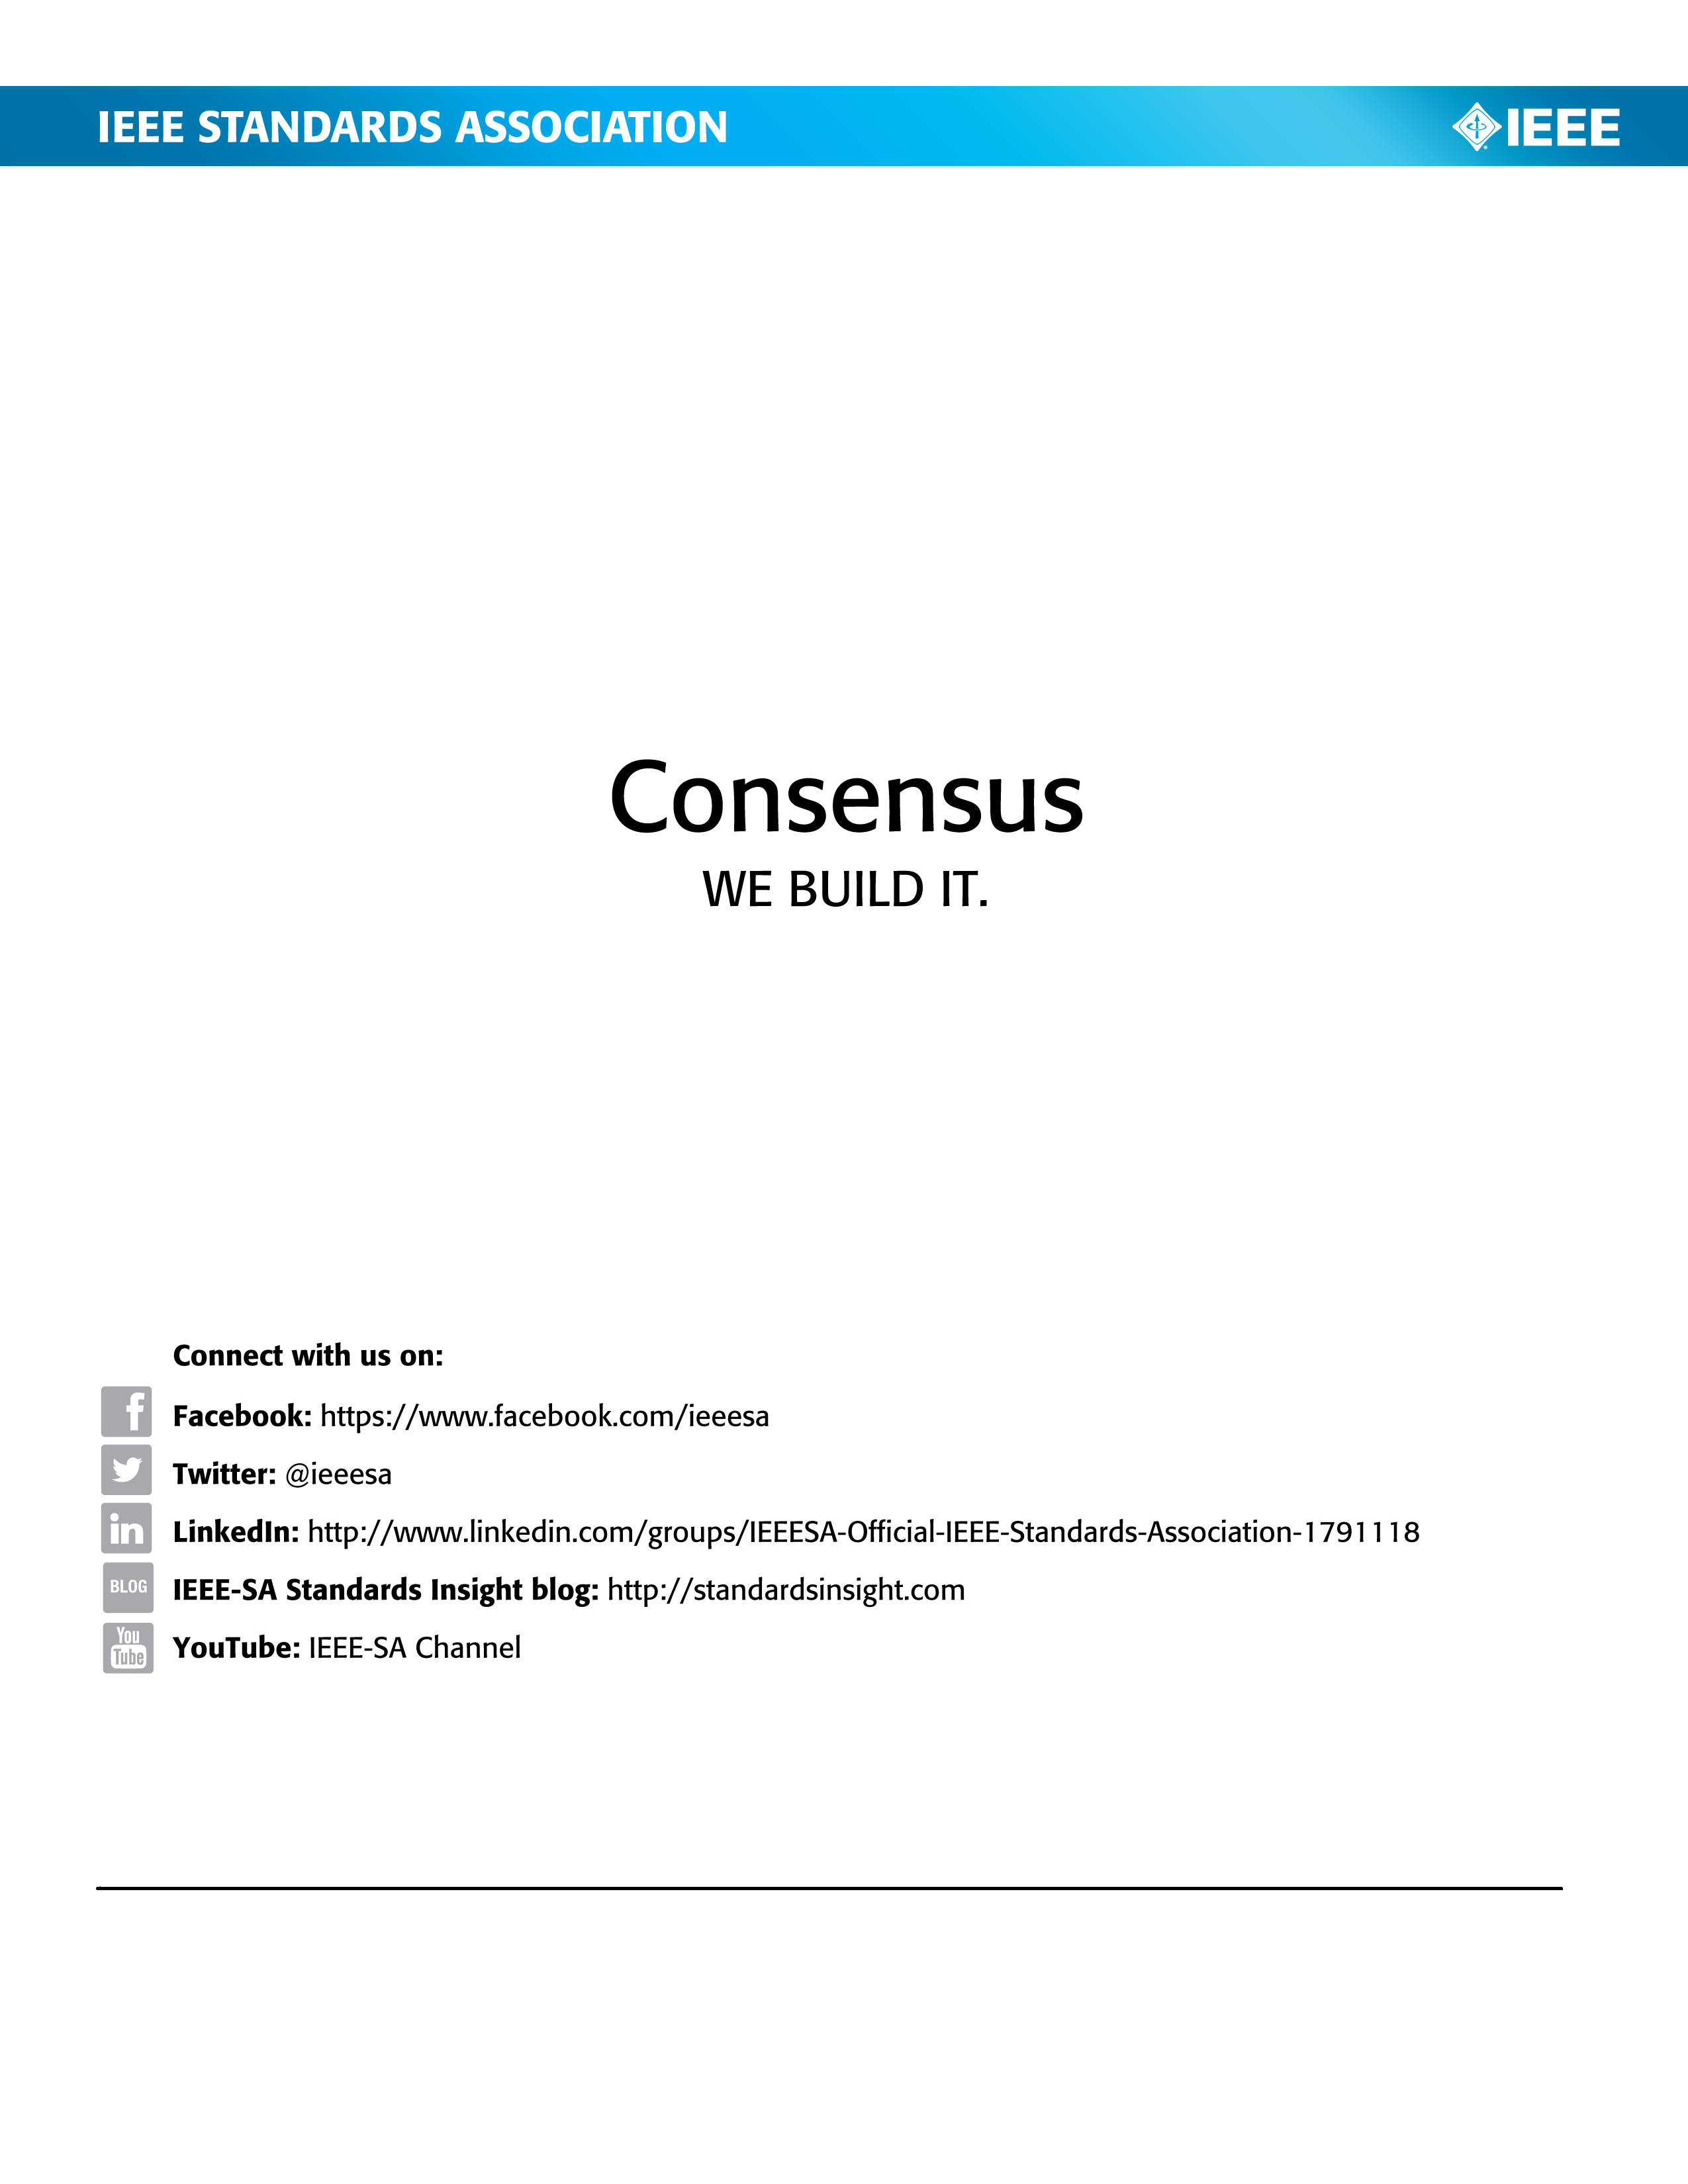 IEEE STANDARDS ASSOCIATION
IEEE
Consensus
WE BUILD IT.
Connect with us on:
f
Facebook: https://www.facebook.com/ieeesa
Twitter: @ieeesa
in
LinkedIn: http://www.linkedin.com/groups/IEEESA-Official-IEEE-Standards-Association-1791118
BLOG
IEEE-SA Standards Insight blog: http://standardsinsight.com
You
Tube
YouTube: IEEE-SA Channel